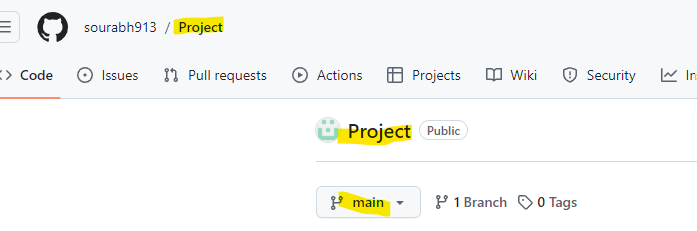 sourabh913 / Project
Code Issues Pull requests Actions Projects Wiki Security
Project Public
main 1 Branch 0 Tags